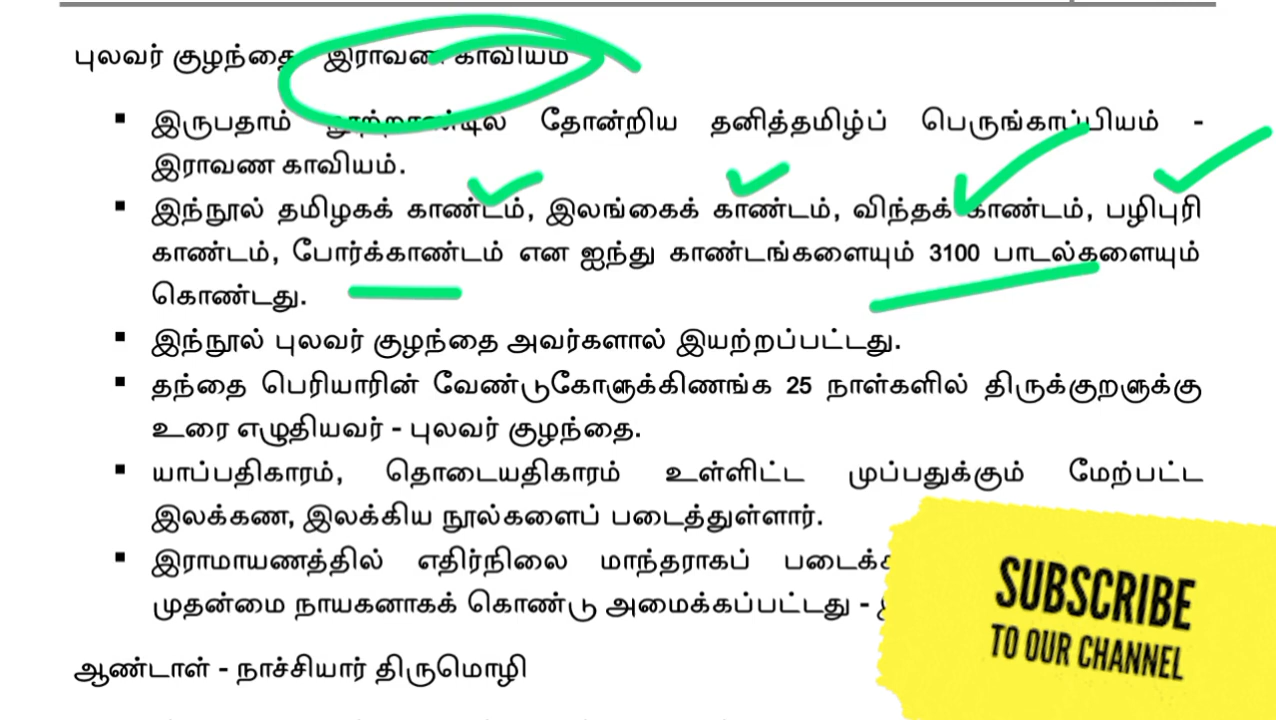 புலவர் குழந்தை இராவண காவியம்
இருபதாம் நூற்றாண்டில் தோன்றிய தனித்தமிழ்ப் பெருங்காப்பியம் -
இராவண காவியம்.
இந்நூல் தமிழகக் காண்டம், இலங்கைக் காண்டம், விந்தக் காண்டம், பழிபுரி
காண்டம், போர்க்காண்டம் என ஐந்து காண்டங்களையும் 3100 பாடல்களையும்
கொண்டது.
இந்நூல் புலவர் குழந்தை அவர்களால் இயற்றப்பட்டது.
தந்தை பெரியாரின் வேண்டுகோளுக்கிணங்க 25 நாள்களில் திருக்குறளுக்கு
உரை எழுதியவர் - புலவர் குழந்தை.
யாப்பதிகாரம், தொடையதிகாரம் உள்ளிட்ட முப்பதுக்கும் மேற்பட்ட
இலக்கண, இலக்கிய நூல்களைப் படைத்துள்ளார்.
இராமாயணத்தில் எதிர்நிலை மாந்தராகப்
முதன்மை நாயகனாகக் கொண்டு அமைக்கப்பட்டது -
SUBSCRIBE
TO OUR CHANNEL
ஆண்டாள் - நாச்சியார் திருமொழி